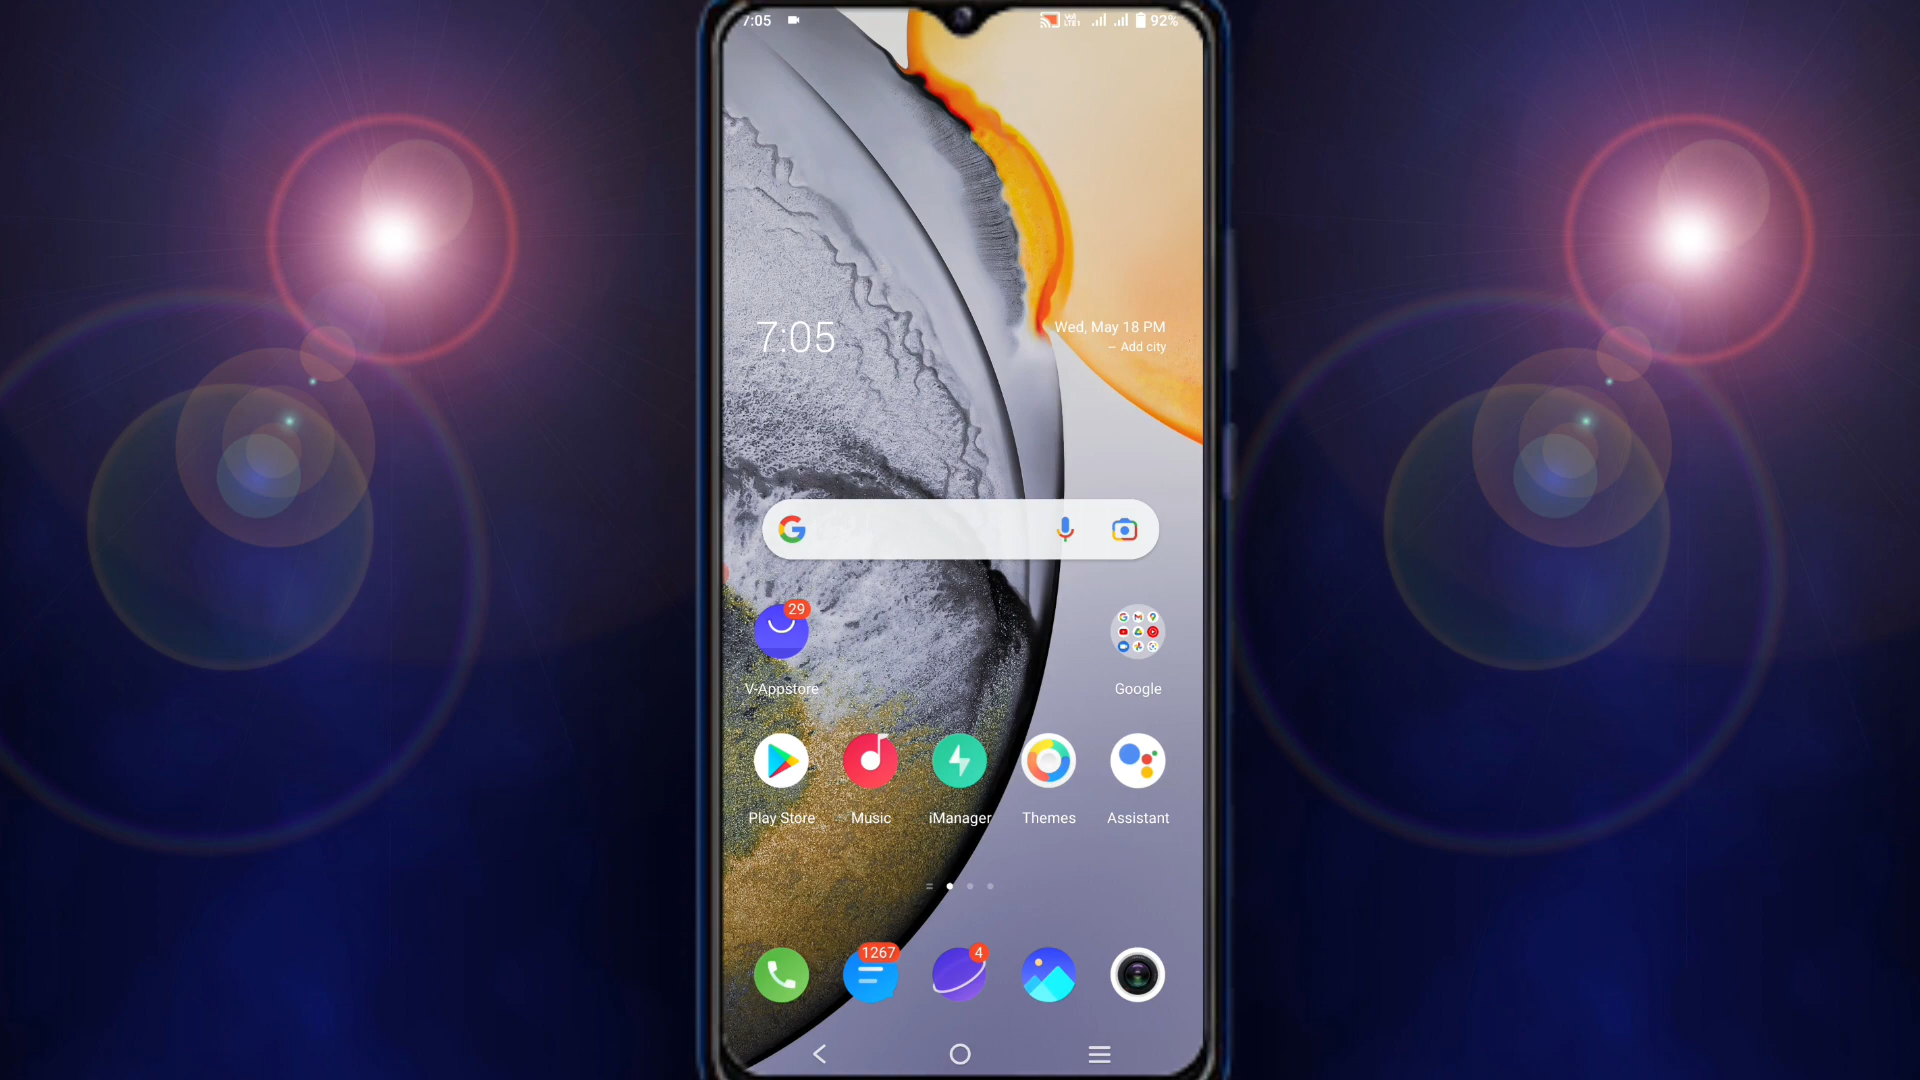 7:05
92%
7:05
Wed, May 18 PM
– Add city
29
V-Appstore
Google
Play Store
Music
iManager
Themes
Assistant
1267
4